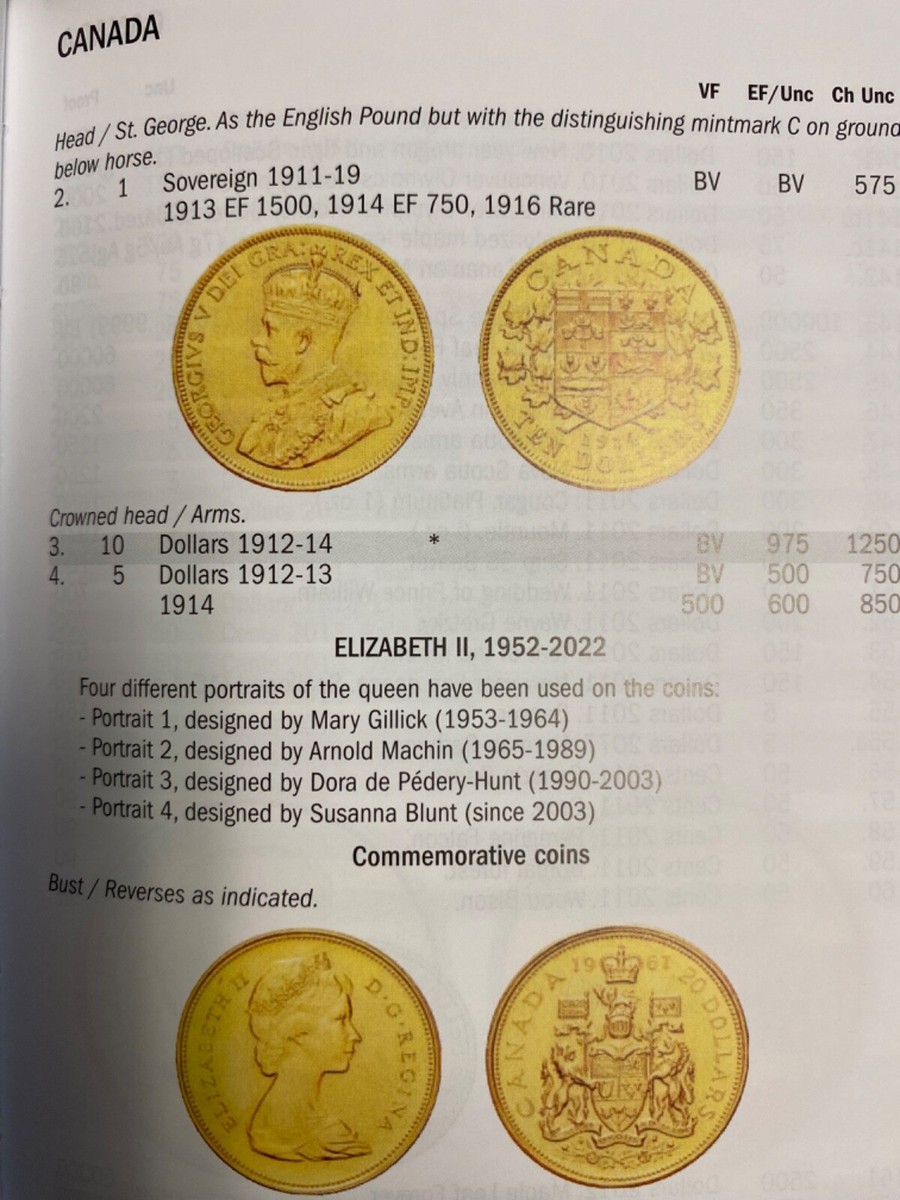 CANADA
VF EF/Unc Ch Unc
Head / St. George. As the English Pound but with the distinguishing mintmark C on ground
below horse.
2. 1 Sovereign 1911-19 BV BV 575
1913 EF 1500, 1914 EF 750, 1916 Rare
GEORGIVS V DEI GRA: REX ET IND: IMP:
CANADA
TEN DOLLARS
Crowned head / Arms.
3. 10 Dollars 1912-14 * BV 975 1250
4. 5 Dollars 1912-13 BV 500 750
1914 500 600 850
ELIZABETH II, 1952-2022
Four different portraits of the queen have been used on the coins:
- Portrait 1, designed by Mary Gillick (1953-1964)
- Portrait 2, designed by Arnold Machin (1965-1989)
- Portrait 3, designed by Dora de Pédery-Hunt (1990-2003)
- Portrait 4, designed by Susanna Blunt (since 2003)
Commemorative coins
Bust / Reverses as indicated.
ELIZABETH II D·G·REGINA
CANADA 1967 20 DOLLARS